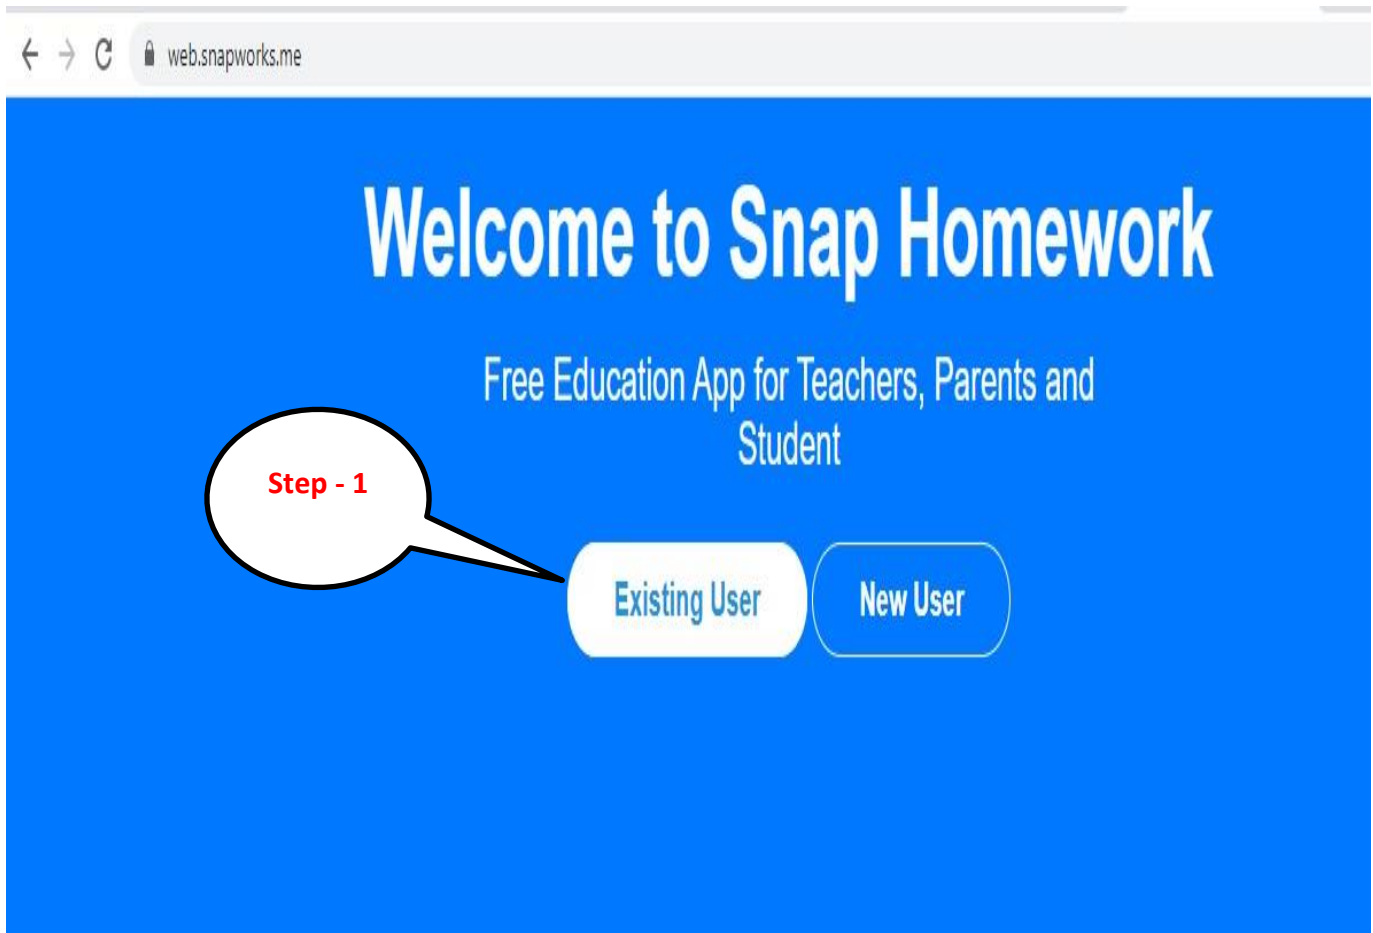 web.snapworks.me
Welcome to Snap Homework
Free Education App for Teachers, Parents and
Student
Step - 1
Existing User
New User